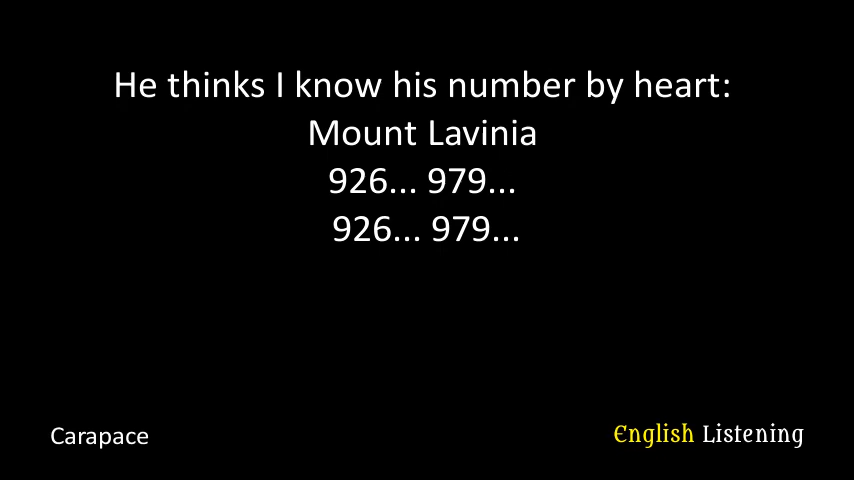 He thinks I know his number by heart:
Mount Lavinia
926... 979...
926... 979...
Carapace
English Listening